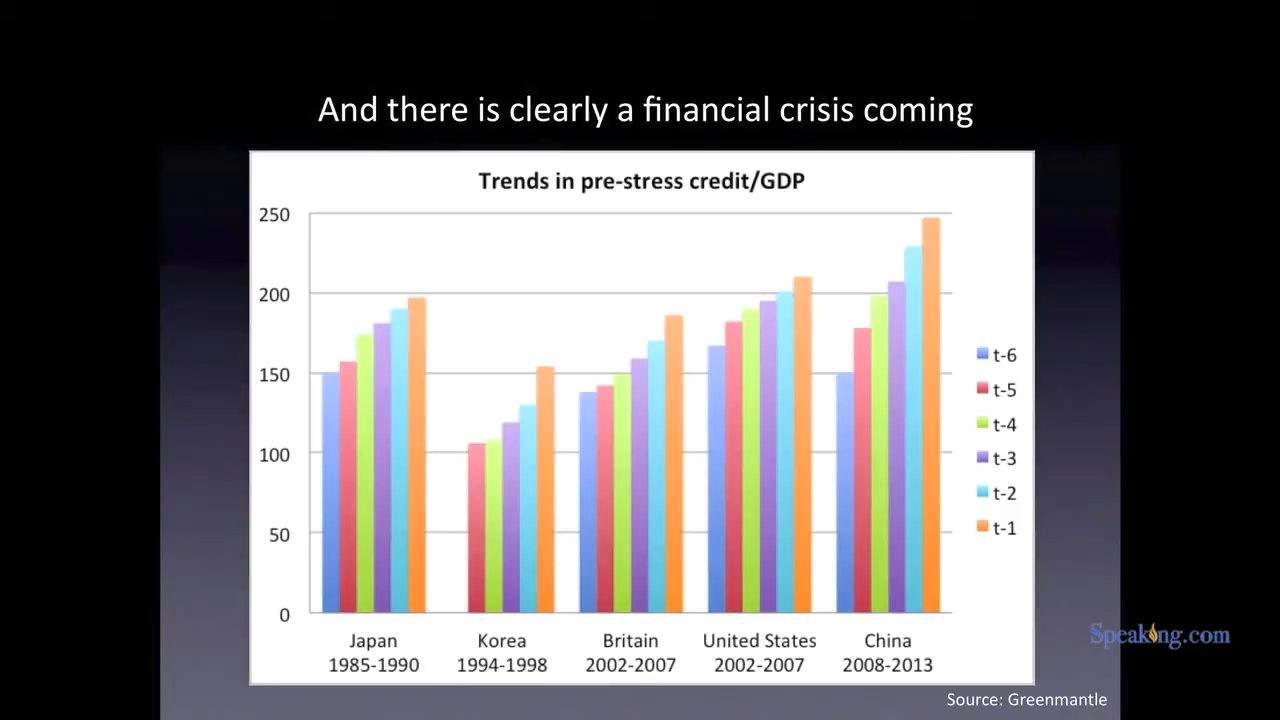 And there is clearly a financial crisis coming
Trends in pre-stress credit/GDP
250
200
150
100
50
0
t-6
t-5
t-4
t-3
t-2
t-1
Japan Korea Britain United States China
1985-1990 1994-1998 2002-2007 2002-2007 2008-2013
Speaking.com
Source: Greenmantle